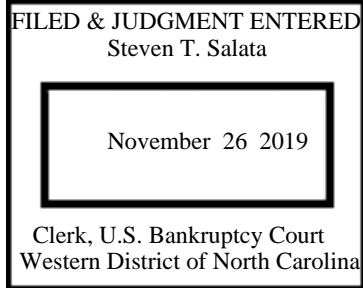 FILED & JUDGMENT ENTERED
Steven T. Salata
November 26 2019
Clerk, U.S. Bankruptcy Court
Western District of North Carolina